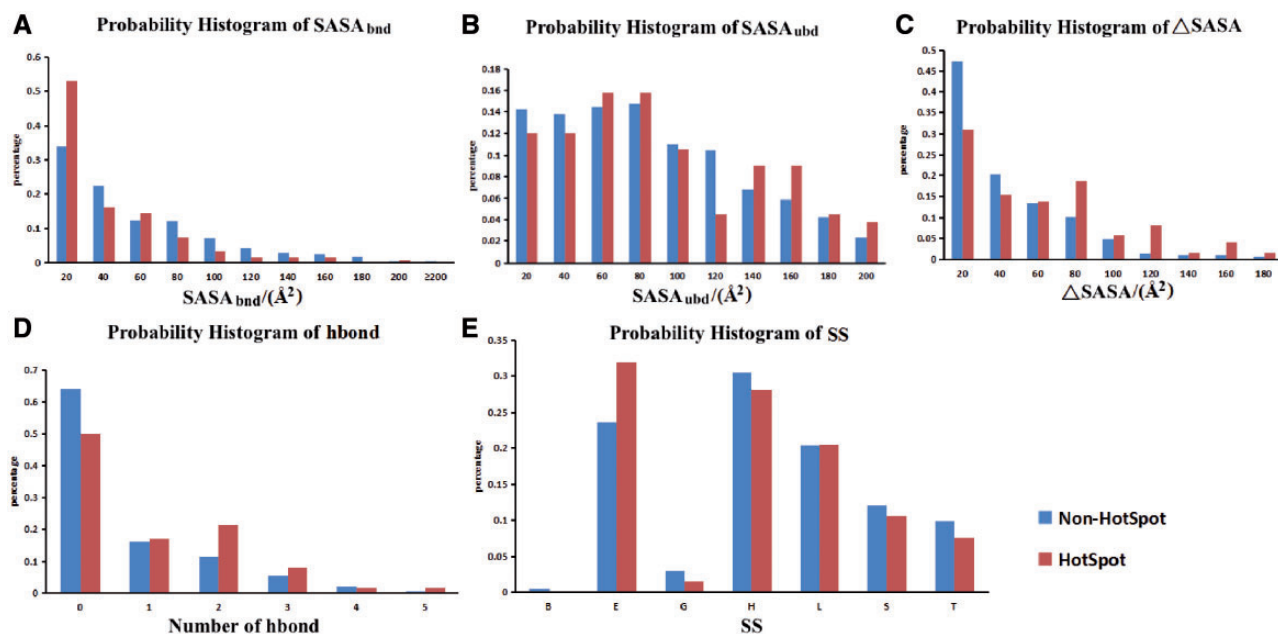 A
Probability Histogram of SASAbnd
0.6
0.5
0.4
0.3
0.2
0.1
0
percentage
20 40 60 80 100 120 140 160 180 200 2200
SASAbnd/(Å²)
B
Probability Histogram of SASAubd
0.18
0.16
0.14
0.12
0.1
0.08
0.06
0.04
0.02
0
percentage
20 40 60 80 100 120 140 160 180 200
SASAubd/(Å²)
C
Probability Histogram of △SASA
0.5
0.45
0.4
0.35
0.3
0.25
0.2
0.15
0.1
0.05
0
percentage
20 40 60 80 100 120 140 160 180
△SASA/(Å²)
D
Probability Histogram of hbond
0.7
0.6
0.5
0.4
0.3
0.2
0.1
0
percentage
0 1 2 3 4 5
Number of hbond
E
Probability Histogram of SS
0.35
0.3
0.25
0.2
0.15
0.1
0.05
0
percentage
B E G H L S T
SS
Non-HotSpot
HotSpot